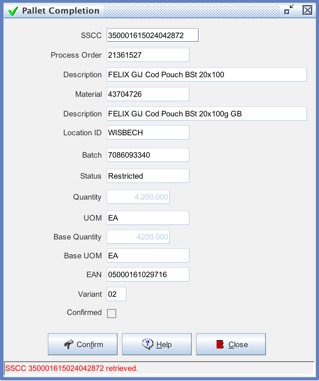 Pallet Completion
SSCC 350001615024042872
Process Order 21361527
Description FELIX GiJ Cod Pouch BSt 20x100
Material 43704726
Description FELIX GiJ Cod Pouch BSt 20x100g GB
Location ID WISBECH
Batch 7086093340
Status Restricted
Quantity 4,200.000
UOM EA
Base Quantity 4200.000
Base UOM EA
EAN 05000161029716
Variant 02
Confirmed
Confirm Help Close
SSCC 350001615024042872 retrieved.